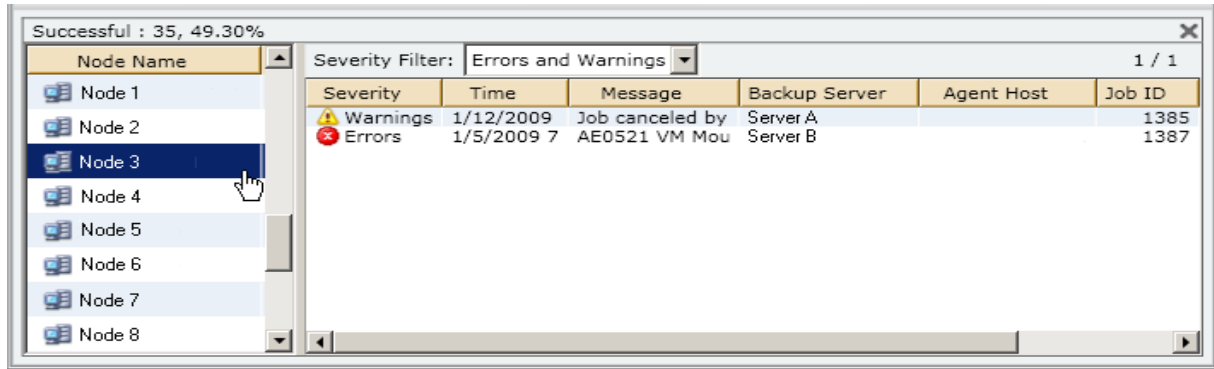 Successful : 35, 49.30%
Node Name
Node 1
Node 2
Node 3
Node 4
Node 5
Node 6
Node 7
Node 8
Severity Filter: Errors and Warnings 1 / 1
Severity Time Message Backup Server Agent Host Job ID
Warnings 1/12/2009 Job canceled by Server A 1385
Errors 1/5/2009 7 AE0521 VM Mou Server B 1387